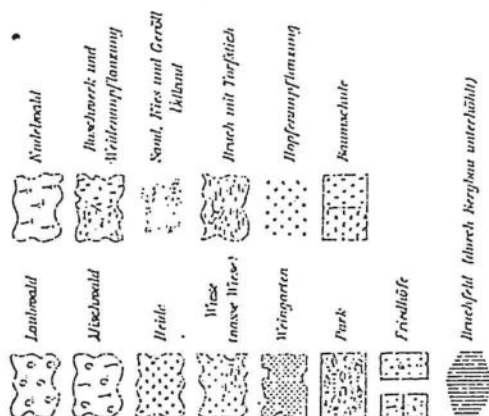 Laubwald
Mischwald
Heide
Wiese
(nasse Wiese)
Weingarten
Park
Friedhöfe
Bruchfeld (durch Bergbau unterhöhlt)
Nadelwald
Buschwerk und
Weidenanpflanzung
Sand, Kies und Geröll
Ödland
Bruch mit Torfstich
Hopfenanpflanzung
Baumschule